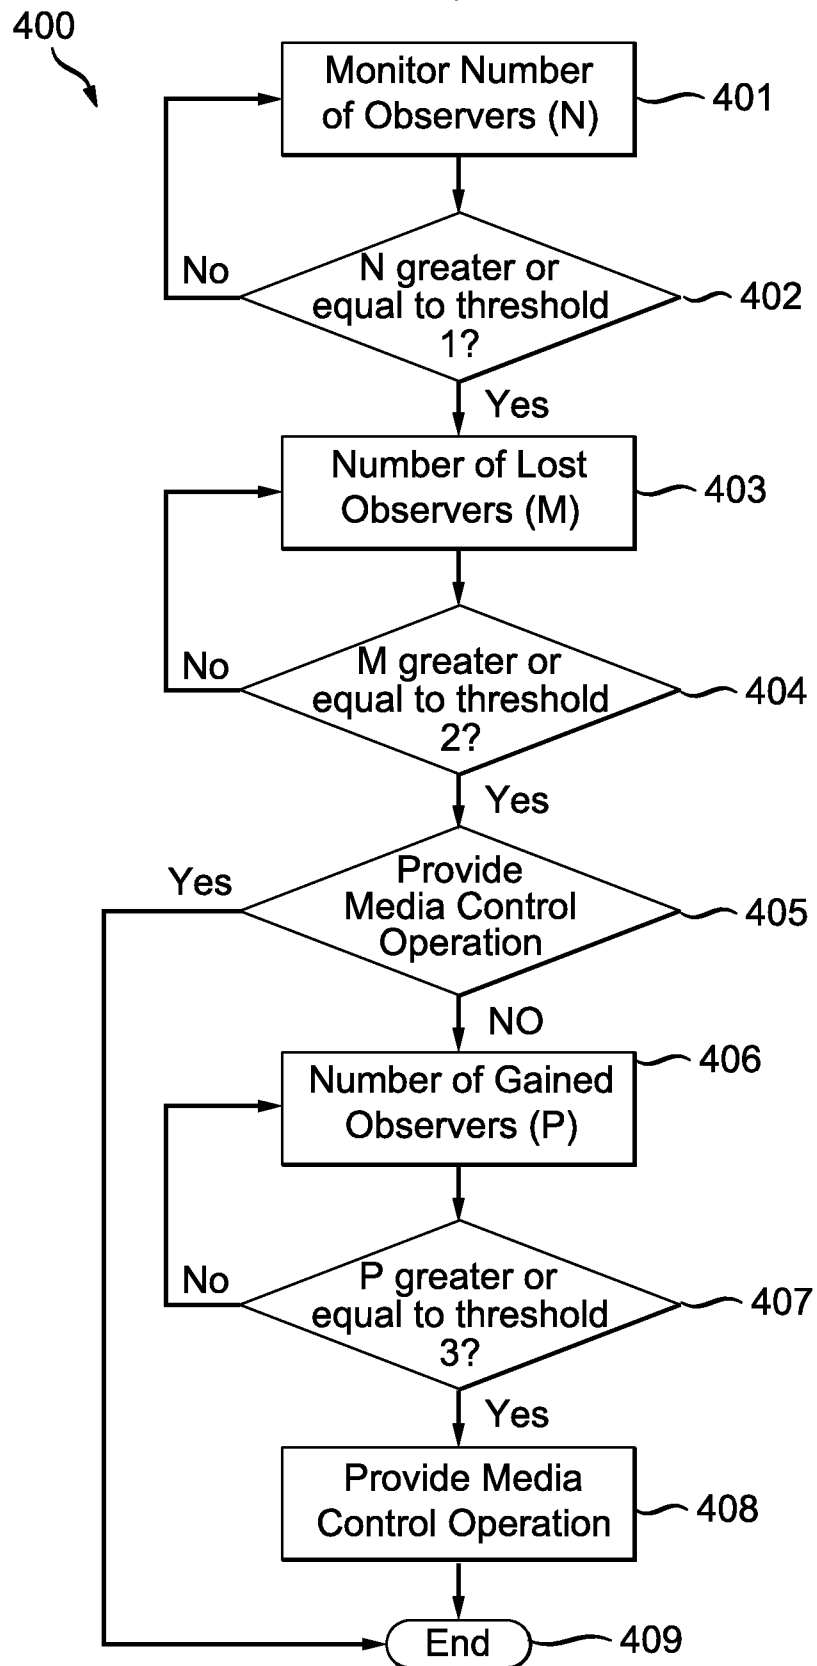 400
Monitor Number
of Observers (N)
401
No
N greater or
equal to threshold
1?
402
Yes
Number of Lost
Observers (M)
403
No
M greater or
equal to threshold
2?
404
Yes
Yes
Provide
Media Control
Operation
405
NO
406
Number of Gained
Observers (P)
No
P greater or
equal to threshold
3?
407
Yes
Provide Media
Control Operation
408
End
409